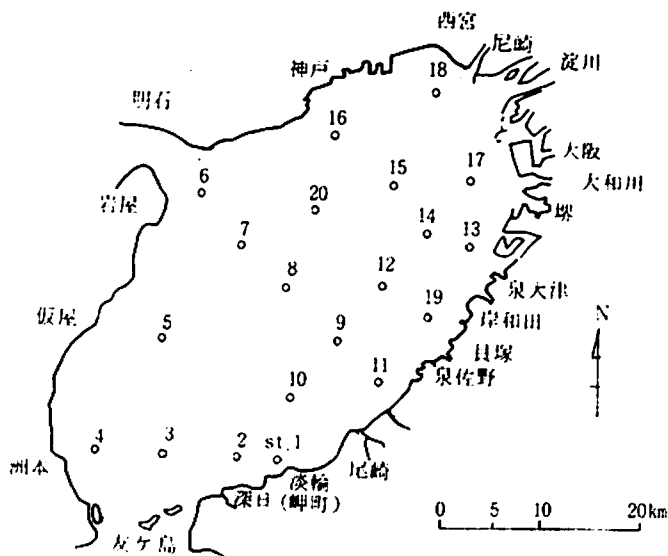 西宮
尼崎
淀川
神戸
18
明石
16
大阪
15
17
大和川
6
岩屋
20
堺
7
14
13
8
12
泉大津
仮屋
19
岸和田
N
5
9
貝塚
泉佐野
11
10
4
3
2
st.1
尾崎
洲本
淡輪
深日(岬町)
友ケ島
0 5 10 20km